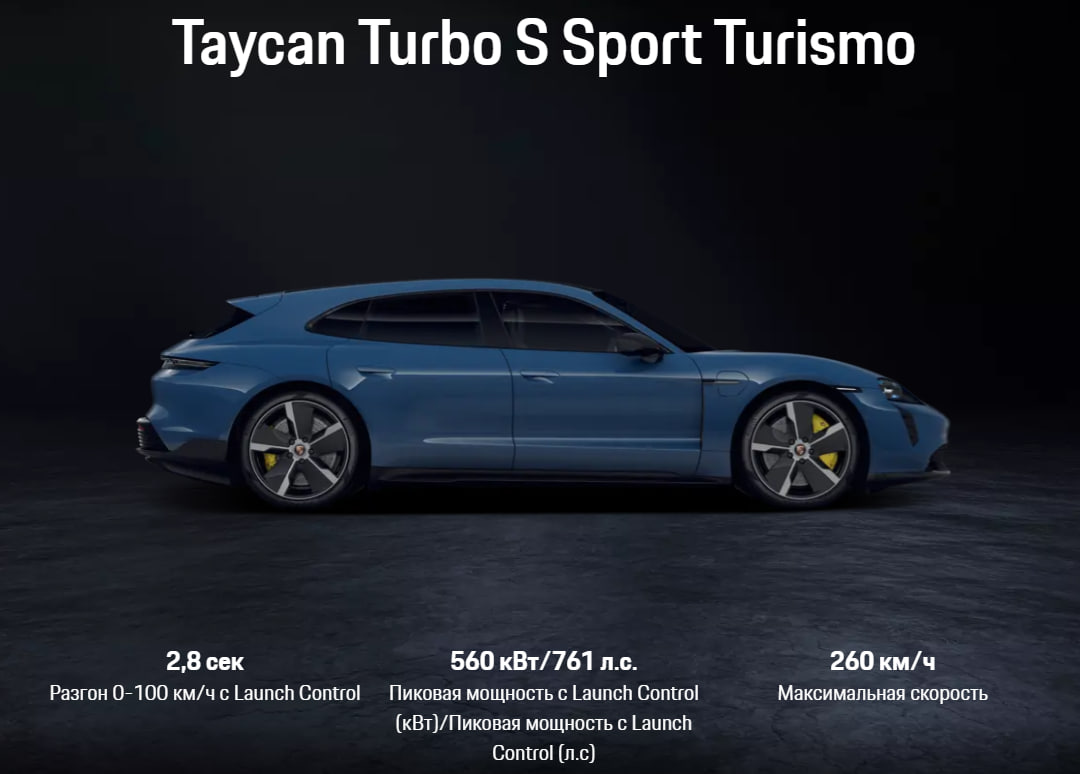 Taycan Turbo S Sport Turismo
2,8 сек
Разгон 0-100 км/ч с Launch Control
560 кВт/761 л.с.
Пиковая мощность с Launch Control
(кВт)/Пиковая мощность с Launch
Control (л.с)
260 км/ч
Максимальная скорость